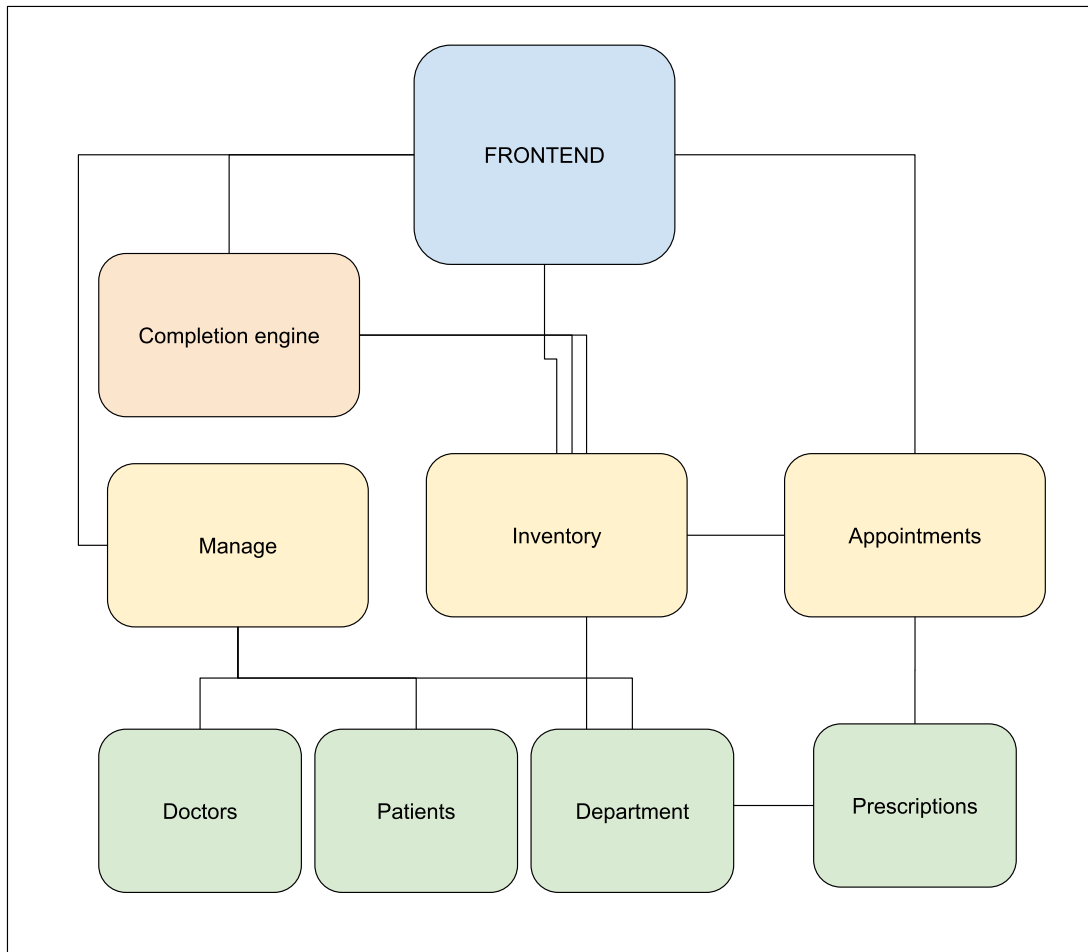 FRONTEND
Completion engine
Manage
Inventory
Appointments
Doctors
Patients
Department
Prescriptions